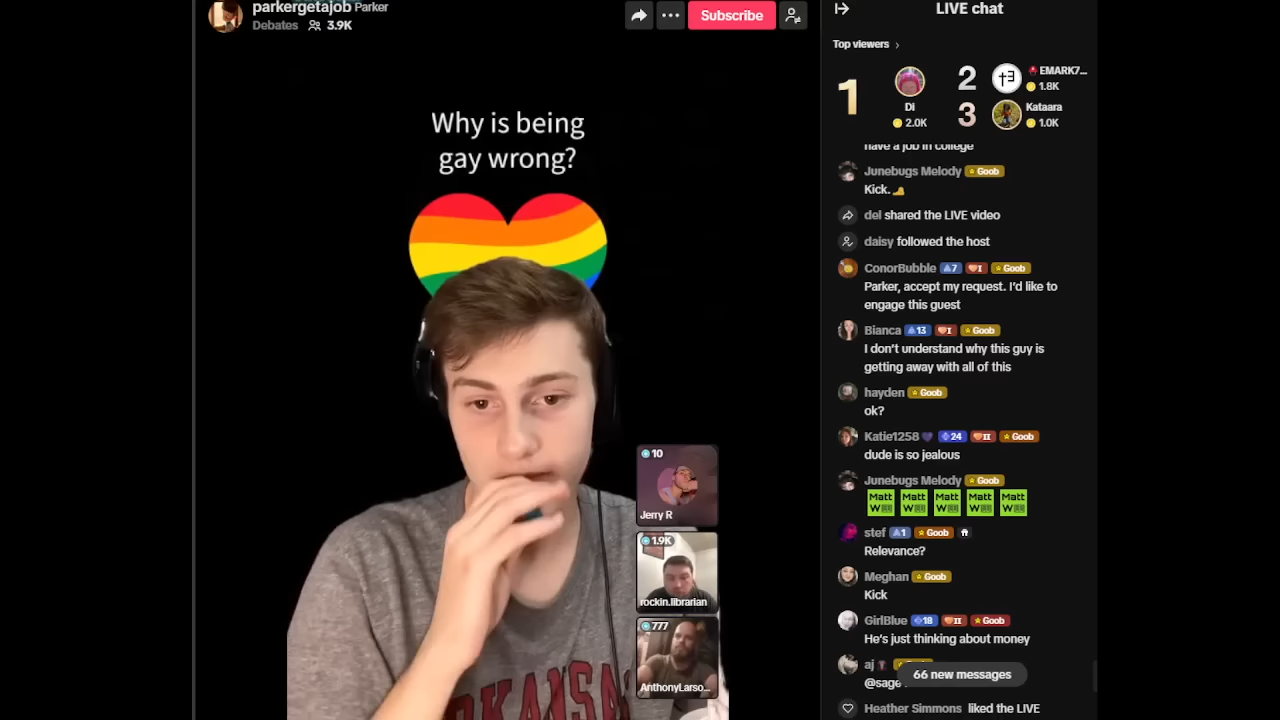 parkergetajob Parker
Debates 3.9K
Subscribe
Why is being
gay wrong?
10
Jerry R
1.9K
rockin.librarian
777
AnthonyLarso...
LIVE chat
Top viewers
1
Di
2.0K
2
EMARK7...
1.8K
3
Kataara
1.0K
have a job in college
Junebugs Melody Goob
Kick.
del shared the LIVE video
daisy followed the host
ConorBubble 7 I Goob
Parker, accept my request. I'd like to
engage this guest
Bianca 13 I Goob
I don't understand why this guy is
getting away with all of this
hayden Goob
ok?
Katie1258 24 II Goob
dude is so jealous
Junebugs Melody Goob
Matt Matt Matt Matt Matt
stef 1 Goob
Relevance?
Meghan Goob
Kick
GirlBlue 18 II Goob
He's just thinking about money
aj
@sage
66 new messages
Heather Simmons liked the LIVE